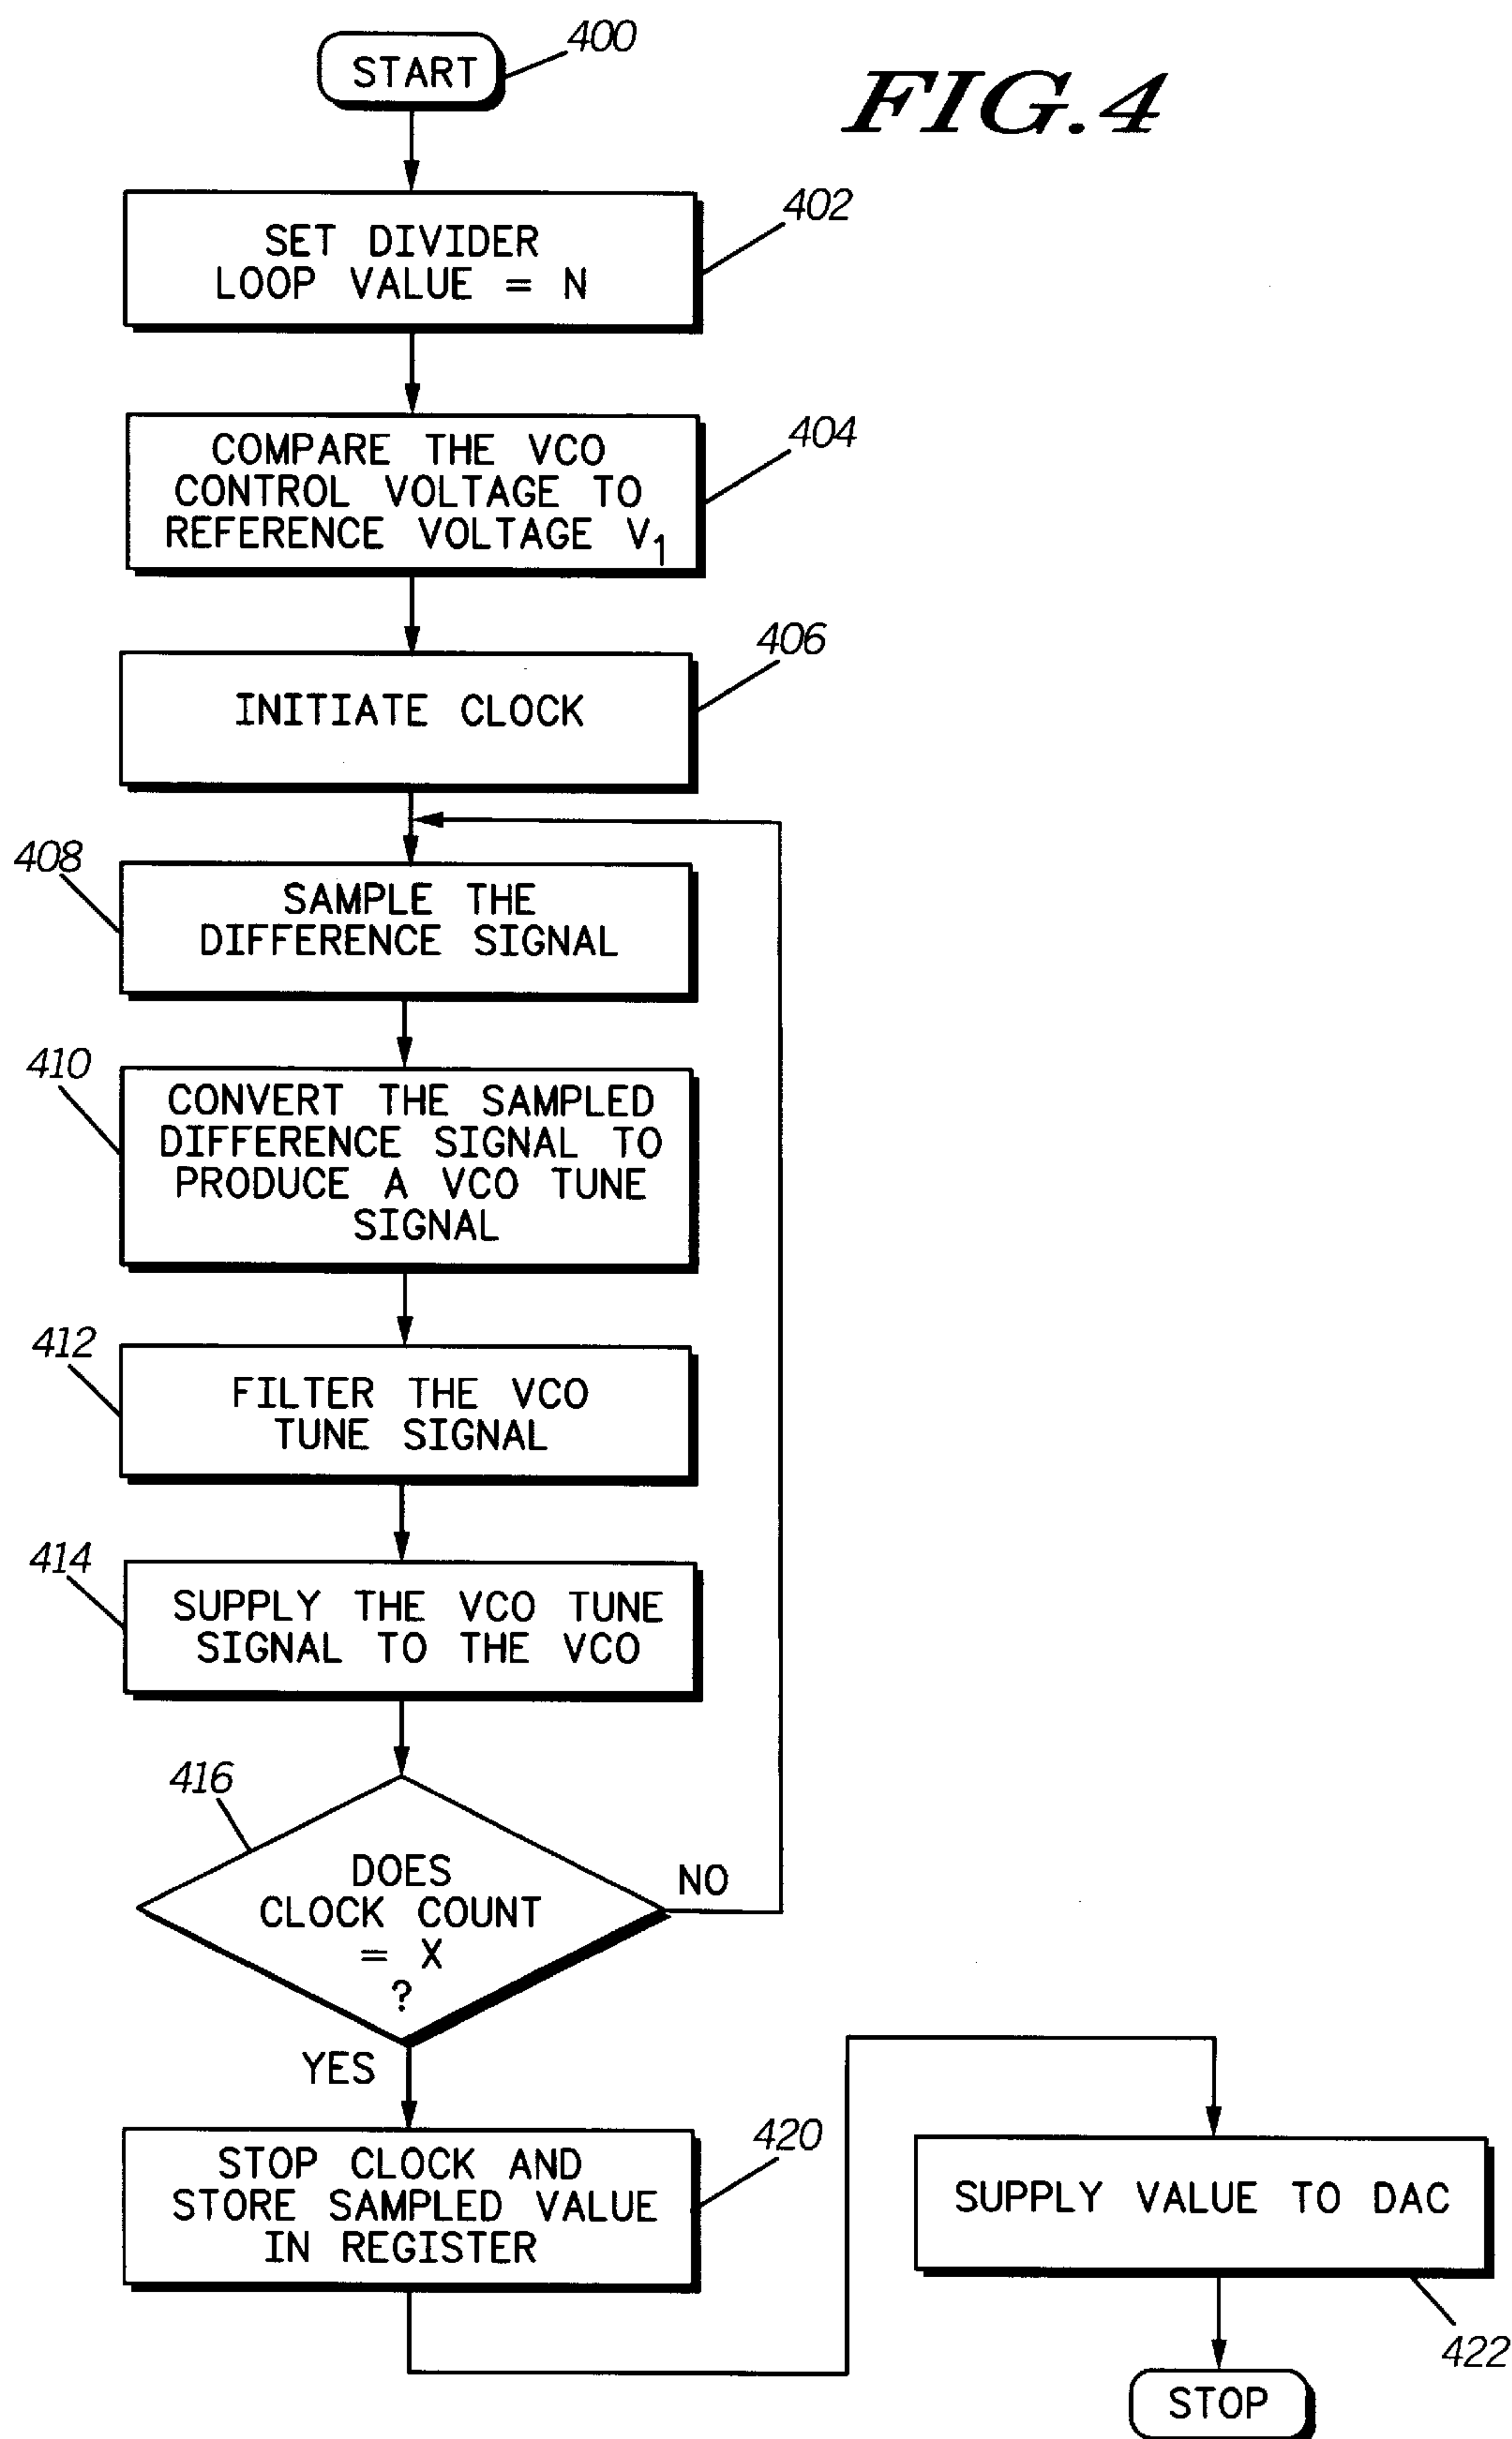 FIG.4
400
START
402
SET DIVIDER
LOOP VALUE = N
404
COMPARE THE VCO
CONTROL VOLTAGE TO
REFERENCE VOLTAGE V1
406
INITIATE CLOCK
408
SAMPLE THE
DIFFERENCE SIGNAL
410
CONVERT THE SAMPLED
DIFFERENCE SIGNAL TO
PRODUCE A VCO TUNE
SIGNAL
412
FILTER THE VCO
TUNE SIGNAL
414
SUPPLY THE VCO TUNE
SIGNAL TO THE VCO
416
DOES
CLOCK COUNT
= X
?
NO
YES
420
STOP CLOCK AND
STORE SAMPLED VALUE
IN REGISTER
SUPPLY VALUE TO DAC
422
STOP